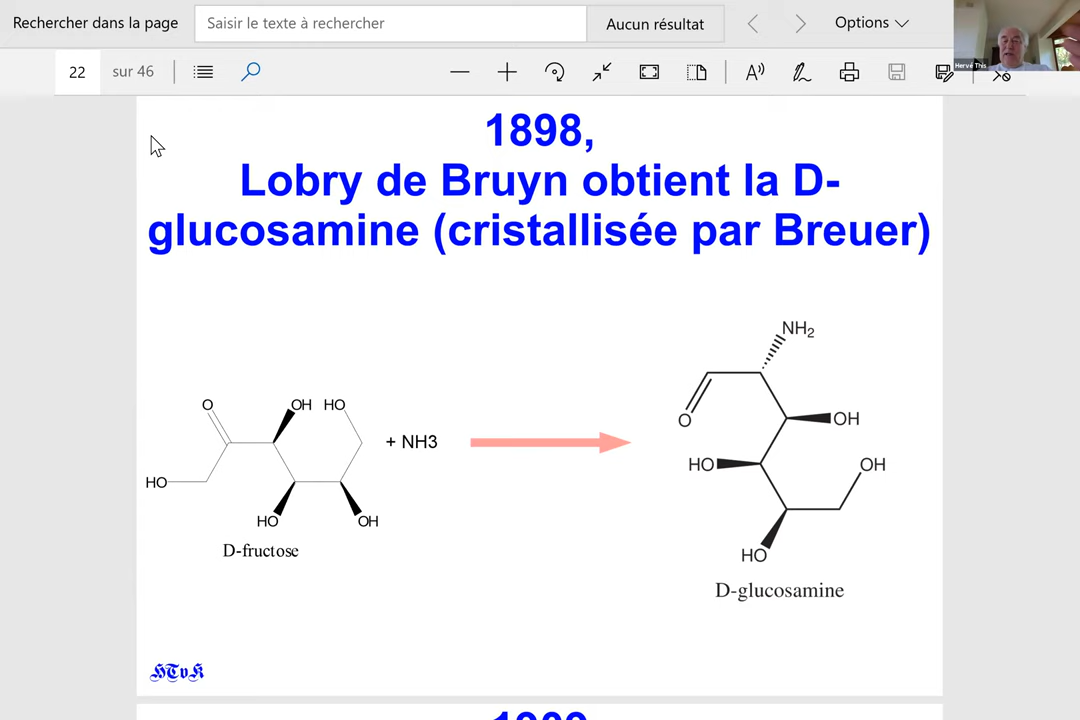 Rechercher dans la page
Saisir le texte à rechercher
Aucun résultat
Options
22
sur 46
Hervé This
1898,
Lobry de Bruyn obtient la D-
glucosamine (cristallisée par Breuer)
NH2
O
OH HO
O
OH
+ NH3
HO
OH
HO
HO
OH
D-fructose
HO
D-glucosamine
HTvK